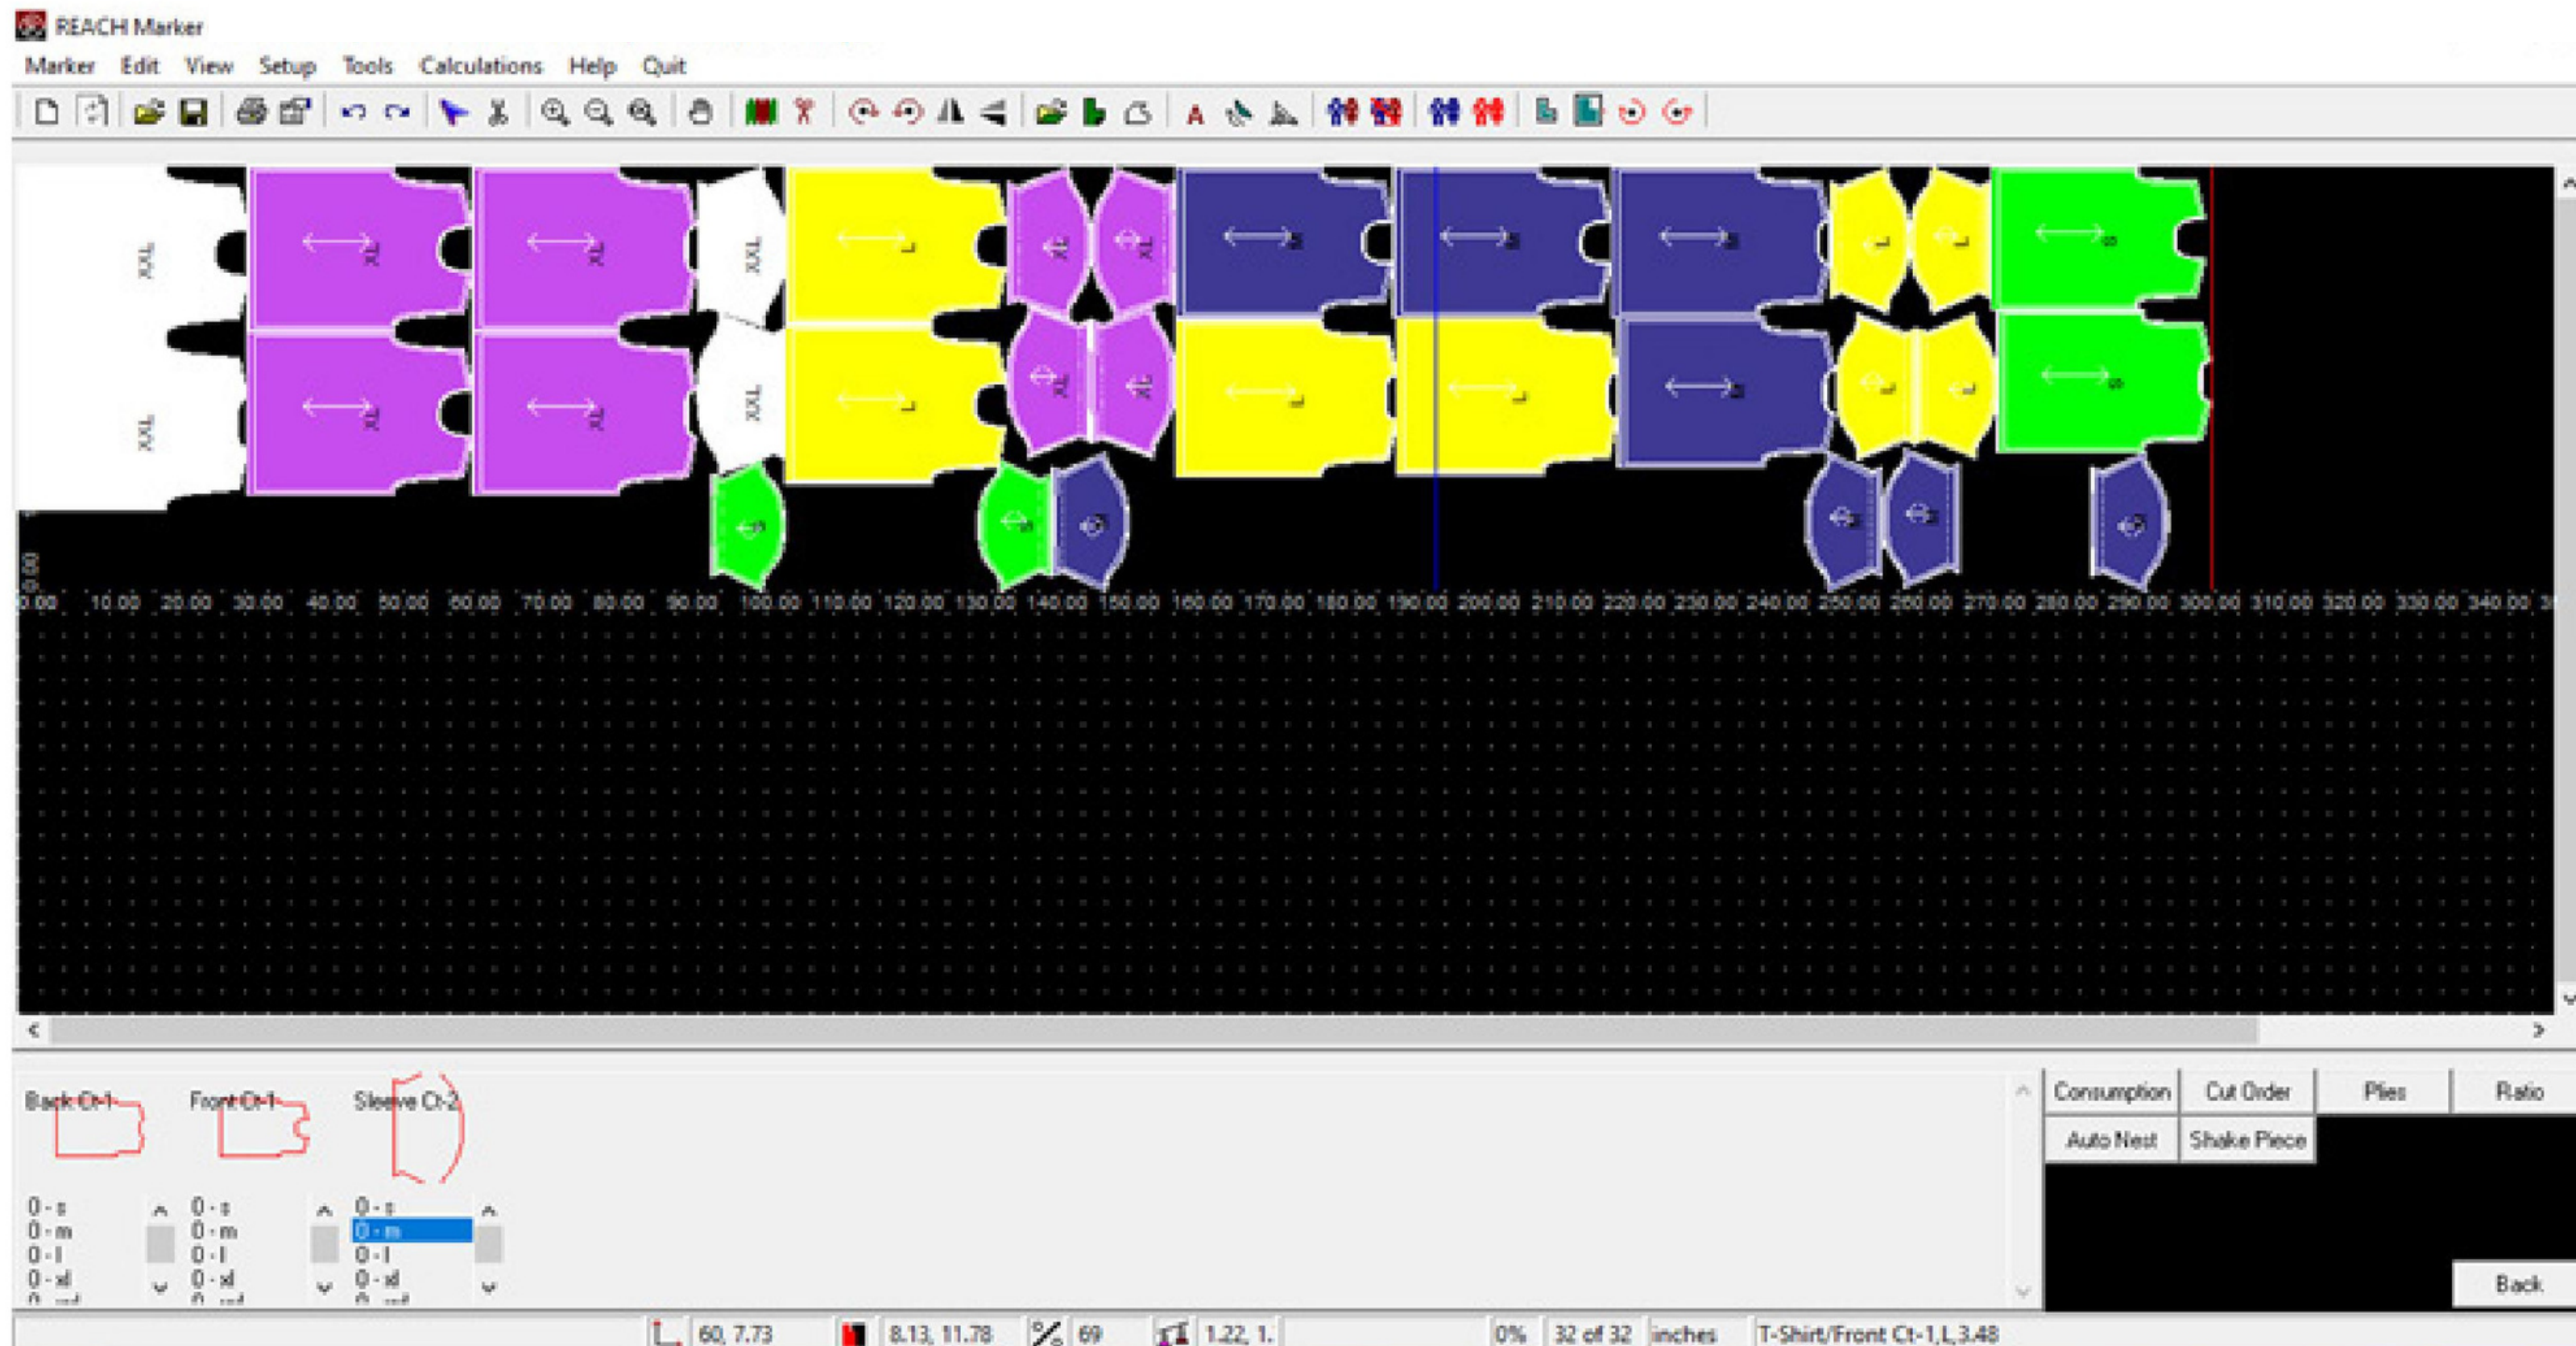 REACH Marker
Marker Edit View Setup Tools Calculations Help Quit
A
XXL XL XL XXL L XL XL M M M L L S
XXL XL XL XXL L XL XL L L M L L S
S S M M
0.00 10.00 20.00 30.00 40.00 50.00 60.00 70.00 80.00 90.00 100.00 110.00 120.00 130.00 140.00 150.00 160.00 170.00 180.00 190.00 200.00 210.00 220.00 230.00 240.00 250.00 260.00 270.00 280.00 290.00 300.00 310.00 320.00 330.00 340.00
Back Ct-1 Front Ct-1 Sleeve Ct-2
Consumption Cut Order Plies Ratio
Auto Nest Shake Piece
0 - s 0 - s 0 - s
0 - m 0 - m 0 - m
0 - l 0 - l 0 - l
0 - xl 0 - xl 0 - xl
Back
60, 7.73 8.13, 11.78 69 1.22, 1. 0% 32 of 32 inches T-Shirt/Front Ct-1,L,3.48